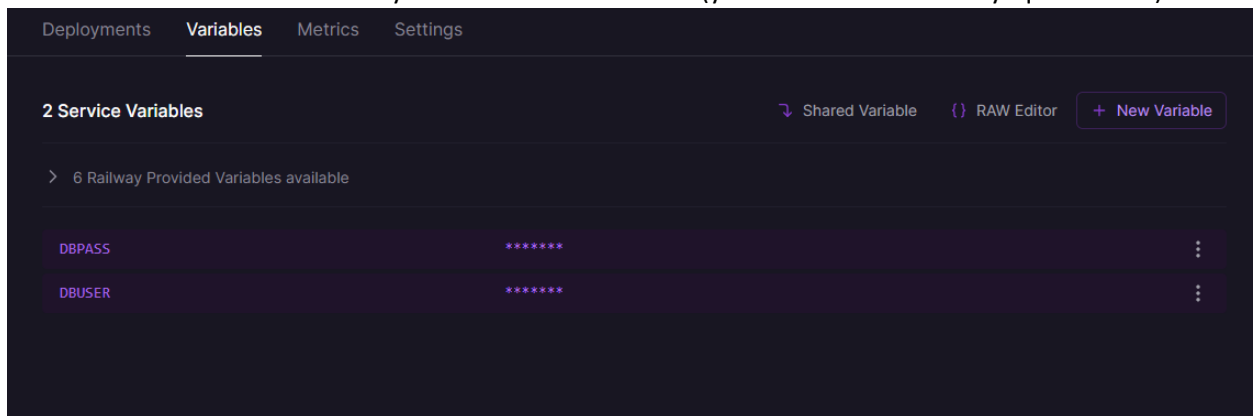 Deployments Variables Metrics Settings
2 Service Variables Shared Variable {} RAW Editor + New Variable
> 6 Railway Provided Variables available
DBPASS *******
DBUSER *******